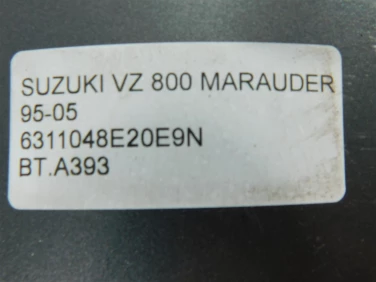 SUZUKI VZ 800 MARAUDER
95-05
6311048E20E9N
BT.A393